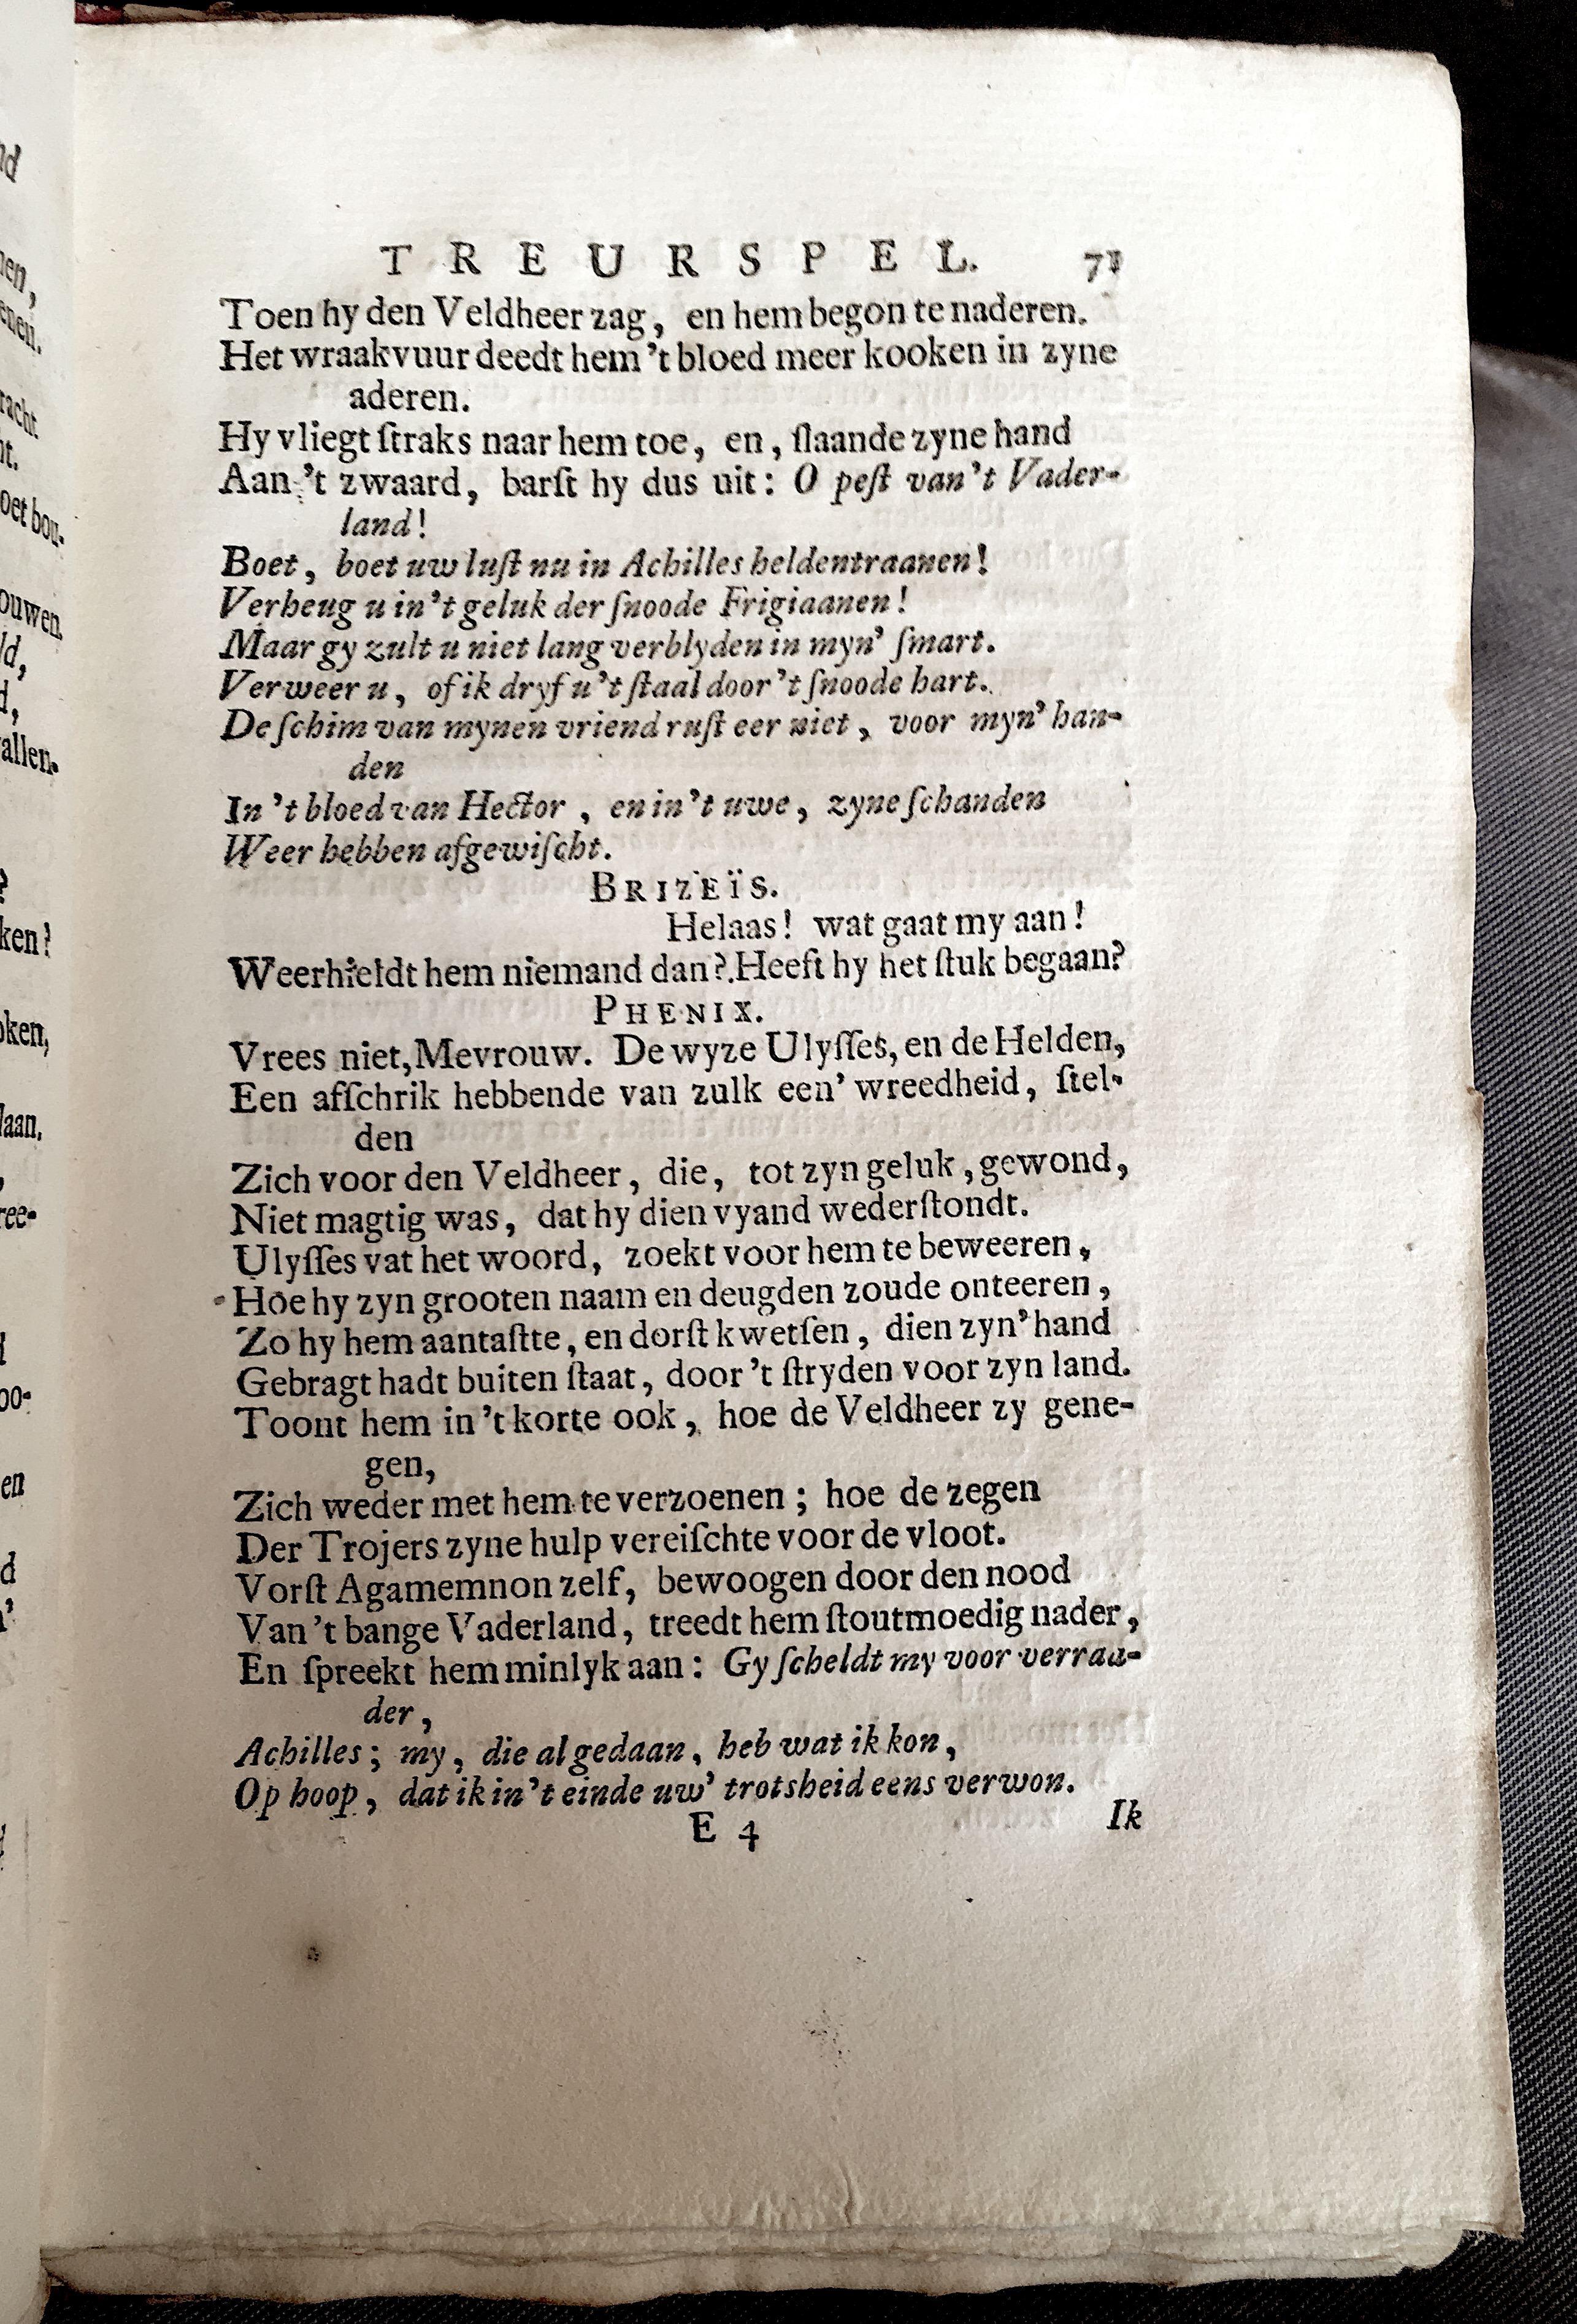 TREURSPEL. 71
Toen hy den Veldheer zag, en hem begon te naderen.
Het wraakvuur deedt hem 't bloed meer kooken in zyne
aderen.
Hy vliegt ſtraks naar hem toe, en, ſlaande zyne hand
Aan 't zwaard, barſt hy dus uit: O peſt van 't Vader-
land!
Boet, boet uw luſt nu in Achilles heldentraanen!
Verheug u in 't geluk der ſnoode Frigiaanen!
Maar gy zult u niet lang verblyden in myn' ſmart.
Verweer u, of ik dryf u 't ſtaal door 't ſnoode hart.
De ſchim van mynen vriend ruſt eer niet, voor myn' han-
den
In 't bloed van Hector, en in 't uwe, zyne ſchanden
Weer hebben afgewiſcht.
BRIZEïS.
Helaas! wat gaat my aan!
Weerhieldt hem niemand dan? Heeft hy het ſtuk begaan?
PHENIX.
Vrees niet, Mevrouw. De wyze Ulyſſes, en de Helden,
Een afſchrik hebbende van zulk een' wreedheid, ſtel-
den
Zich voor den Veldheer, die, tot zyn geluk, gewond,
Niet magtig was, dat hy dien vyand wederſtondt.
Ulyſſes vat het woord, zoekt voor hem te beweeren,
Hoe hy zyn grooten naam en deugden zoude onteeren,
Zo hy hem aantaſtte, en dorſt kwetſen, dien zyn' hand
Gebragt hadt buiten ſtaat, door 't ſtryden voor zyn land.
Toont hem in 't korte ook, hoe de Veldheer zy gene-
gen,
Zich weder met hem te verzoenen; hoe de zegen
Der Trojers zyne hulp vereiſchte voor de vloot.
Vorſt Agamemnon zelf, bewoogen door den nood
Van 't bange Vaderland, treedt hem ſtoutmoedig nader,
En ſpreekt hem minlyk aan: Gy ſcheldt my voor verraa-
der,
Achilles; my, die al gedaan, heb wat ik kon,
Op hoop, dat ik in 't einde uw' trotsheid eens verwon.
E 4 Ik